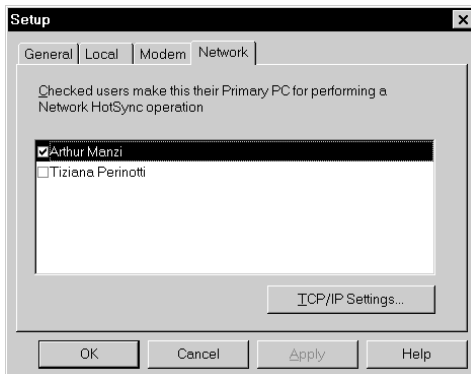 Setup
General Local Modem Network
Checked users make this their Primary PC for performing a
Network HotSync operation
Arthur Manzi
Tiziana Perinotti
TCP/IP Settings...
OK Cancel Apply Help